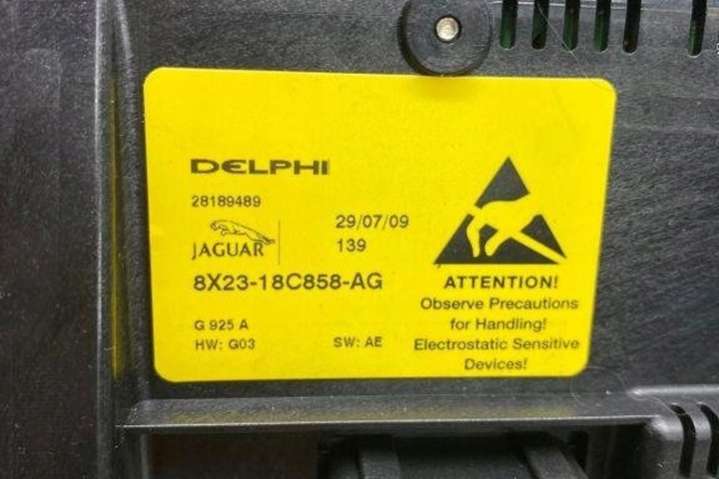 DELPHI
28189489
JAGUAR
29/07/09
139
8X23-18C858-AG
G 925 A
HW: G03 SW: AE
ATTENTION!
Observe Precautions
for Handling!
Electrostatic Sensitive
Devices!